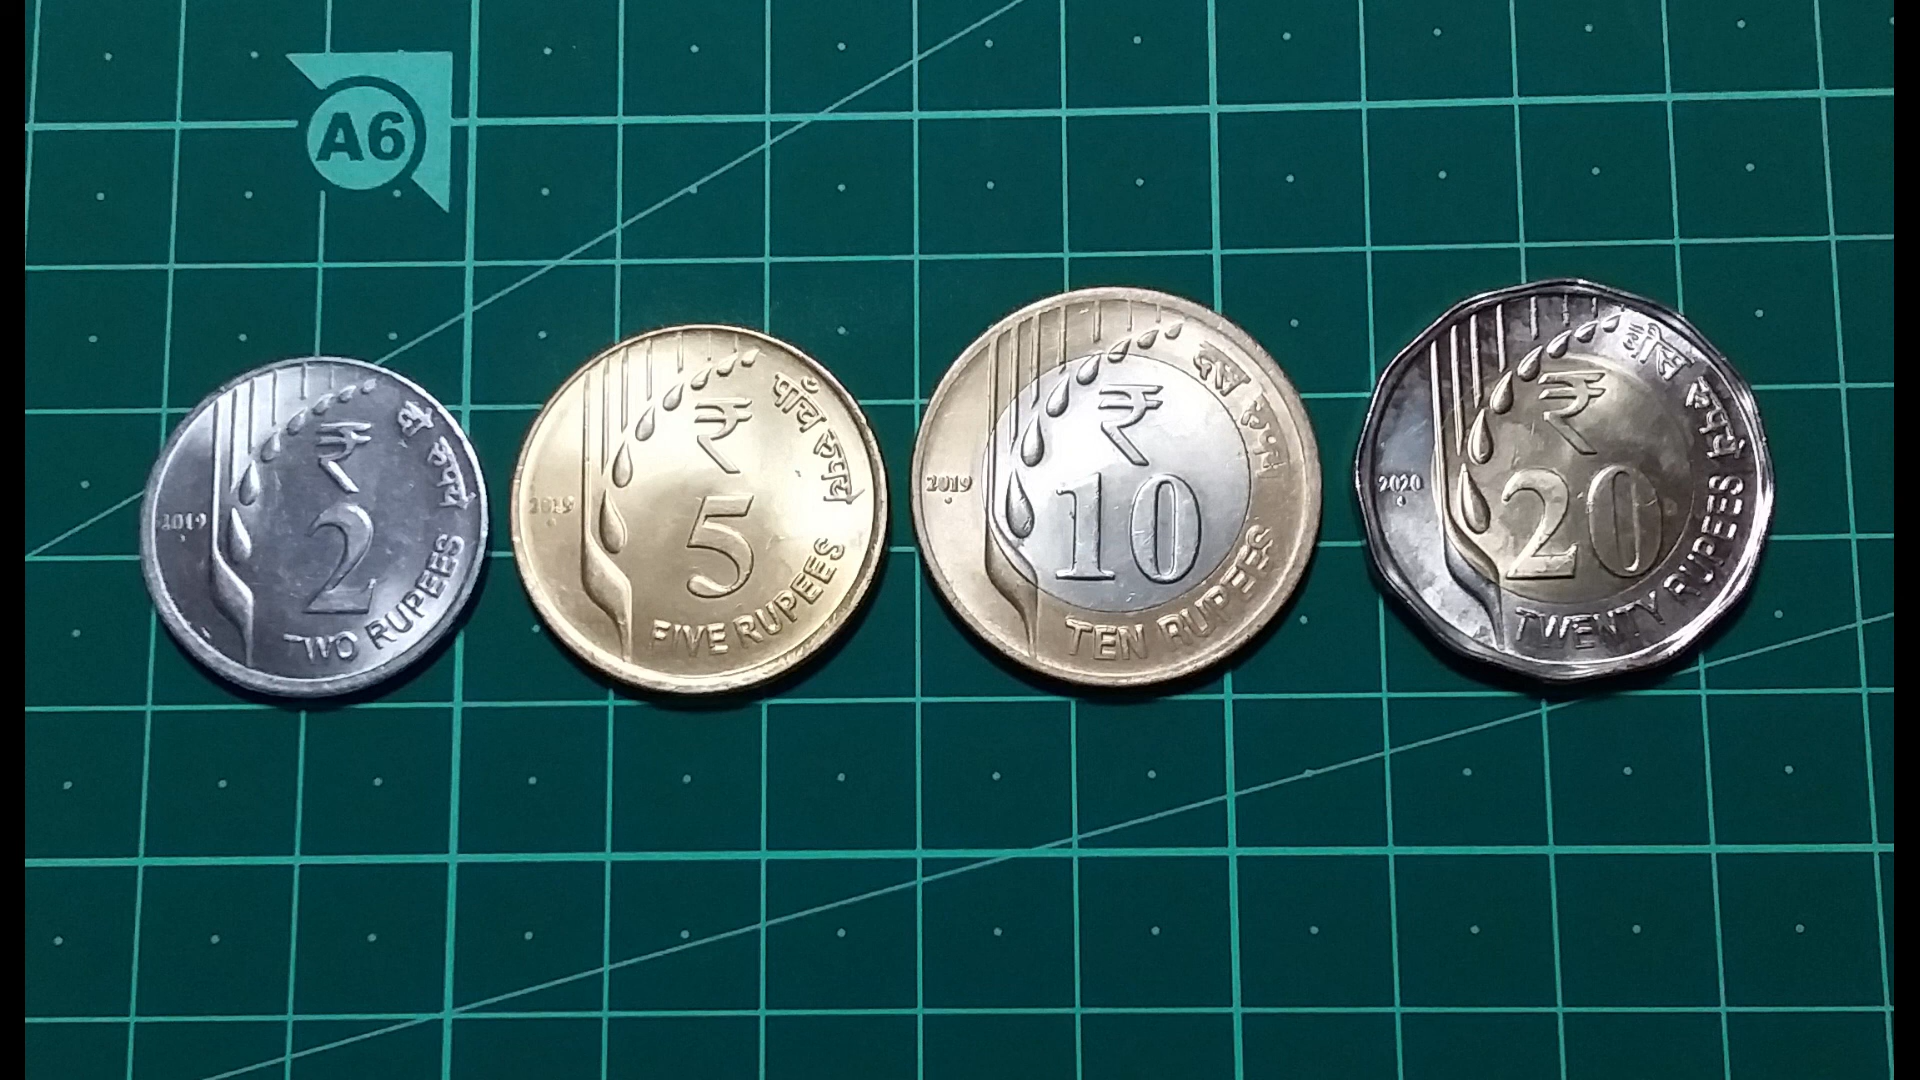 A6
₹
2
दो रुपये
TWO RUPEES
2019
₹
5
पाँच रुपये
FIVE RUPEES
2019
₹
10
दस रुपये
TEN RUPEES
2019
₹
20
बीस रुपये
TWENTY RUPEES
2020